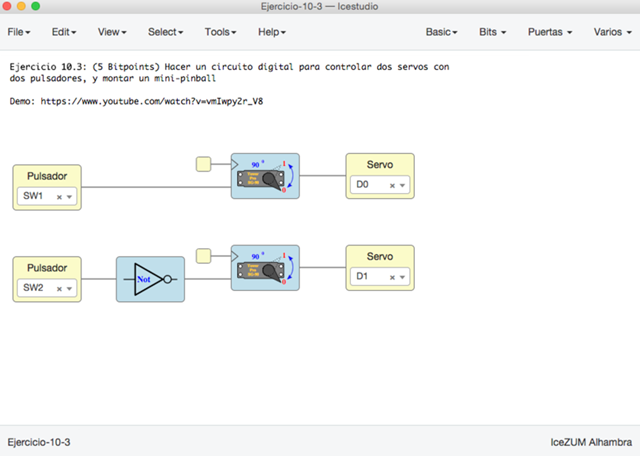 Ejercicio-10-3 — Icestudio
File Edit View Select Tools Help Basic Bits Puertas Varios
Ejercicio 10.3: (5 Bitpoints) Hacer un circuito digital para controlar dos servos con
dos pulsadores, y montar un mini-pinball
Demo: https://www.youtube.com/watch?v=vmIwpy2r_V8
Pulsador
SW1
90 º
1
0
Servo
D0
Pulsador
SW2
Not
90 º
1
0
Servo
D1
Ejercicio-10-3
IceZUM Alhambra